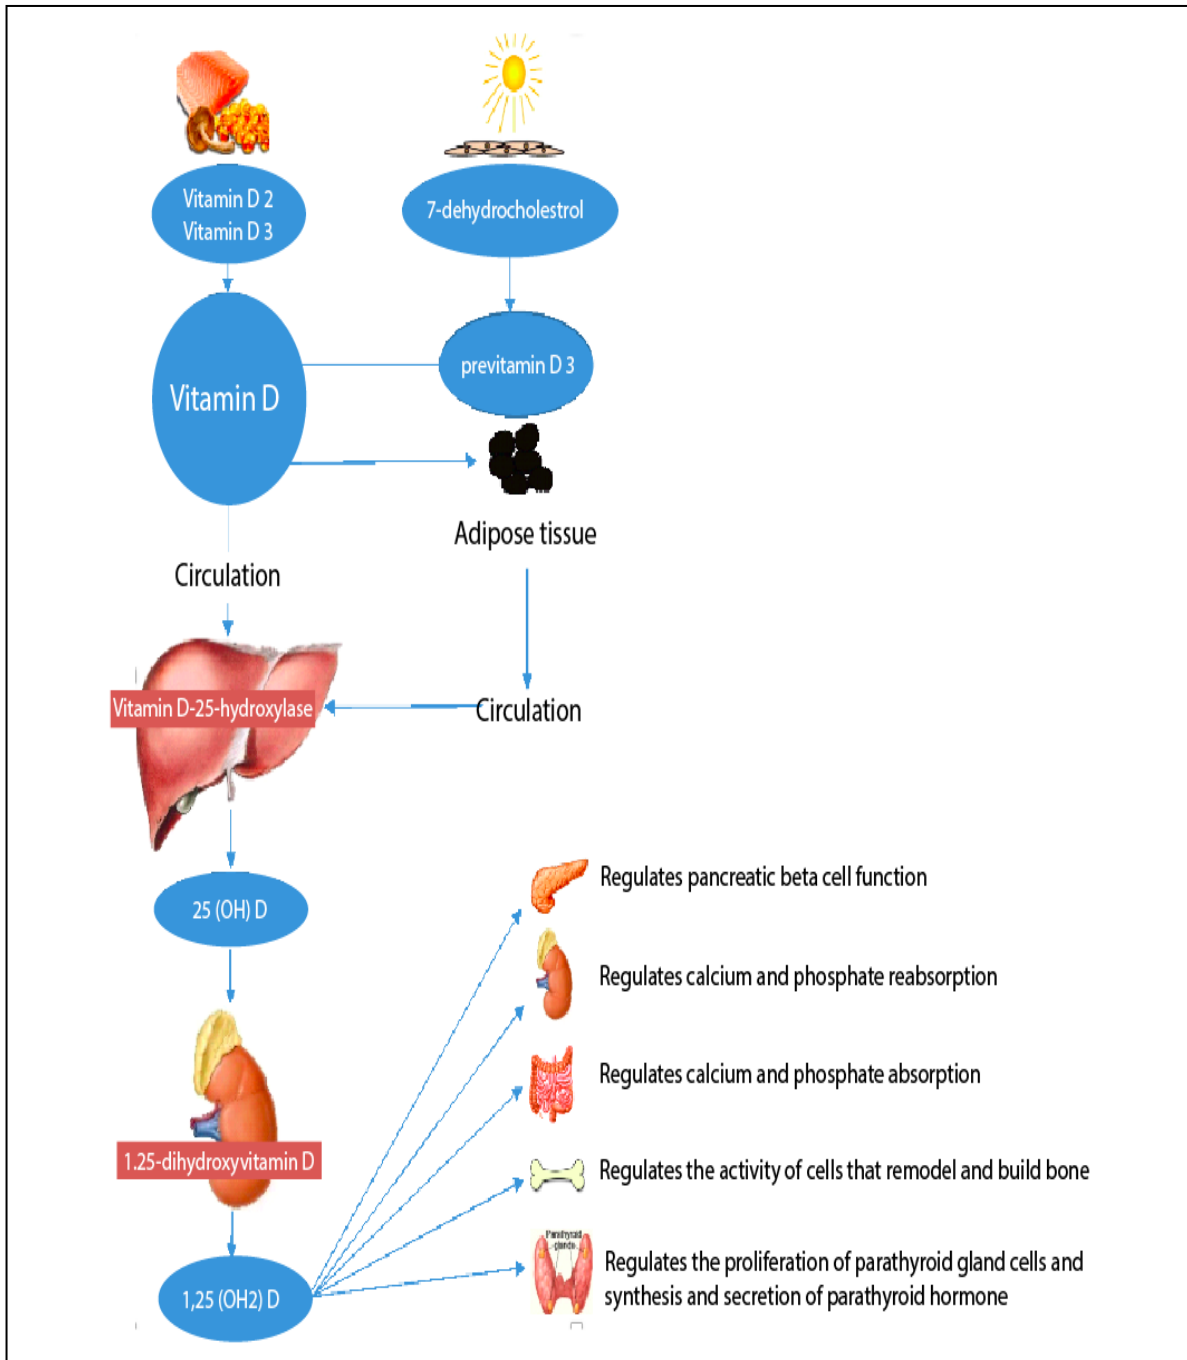 Vitamin D 2
Vitamin D 3
7-dehydrocholestrol
previtamin D 3
Vitamin D
Adipose tissue
Circulation
Vitamin D-25-hydroxylase
Circulation
25 (OH) D
Regulates pancreatic beta cell function
Regulates calcium and phosphate reabsorption
Regulates calcium and phosphate absorption
1.25-dihydroxyvitamin D
Regulates the activity of cells that remodel and build bone
Parathyroid
glands
Regulates the proliferation of parathyroid gland cells and
synthesis and secretion of parathyroid hormone
1,25 (OH2) D